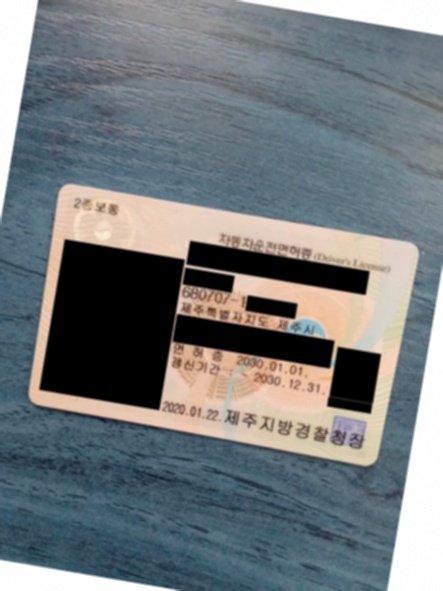 2종보통
자동차운전면허증 (Driver's License)
680707-1
제주특별자치도 제주시
면 허 증 2030.01.01.
갱신기간 : ~ 2030.12.31.
2020.01.22. 제주지방경찰청장